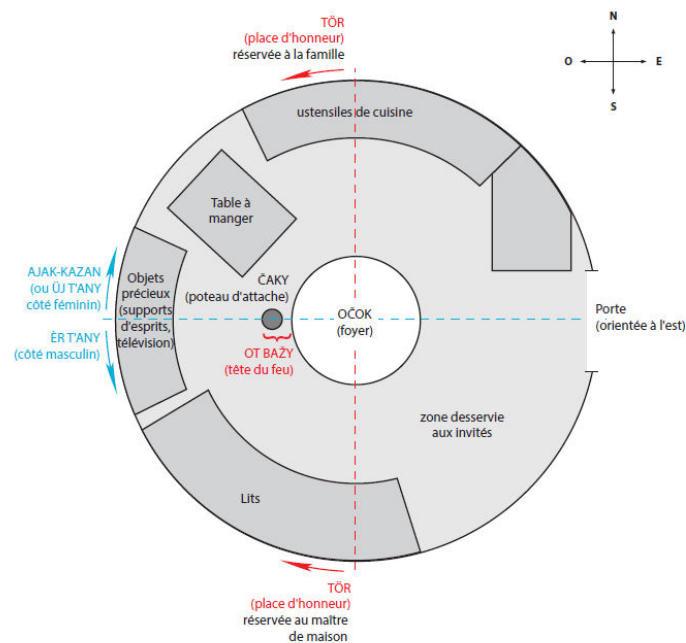 TÖR
(place d'honneur)
réservée à la famille
N
O
E
S
ustensiles de cuisine
Table à
manger
AJAK-KAZAN
(ou ÜJ T'ANY
côté féminin)
ÈR T'ANY
(côté masculin)
Objets
précieux
(supports
d'esprits,
télévision)
ČAKY
(poteau d'attache)
OČOK
(foyer)
OT BAŽY
(tête du feu)
Porte
(orientée à l'est)
zone desservie
aux invités
Lits
TÖR
(place d'honneur)
réservée au maître
de maison